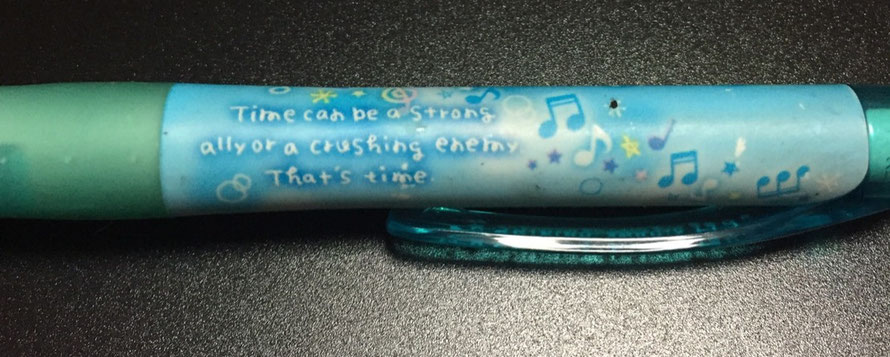 Time can be a strong
ally or a crushing enemy
That's time.